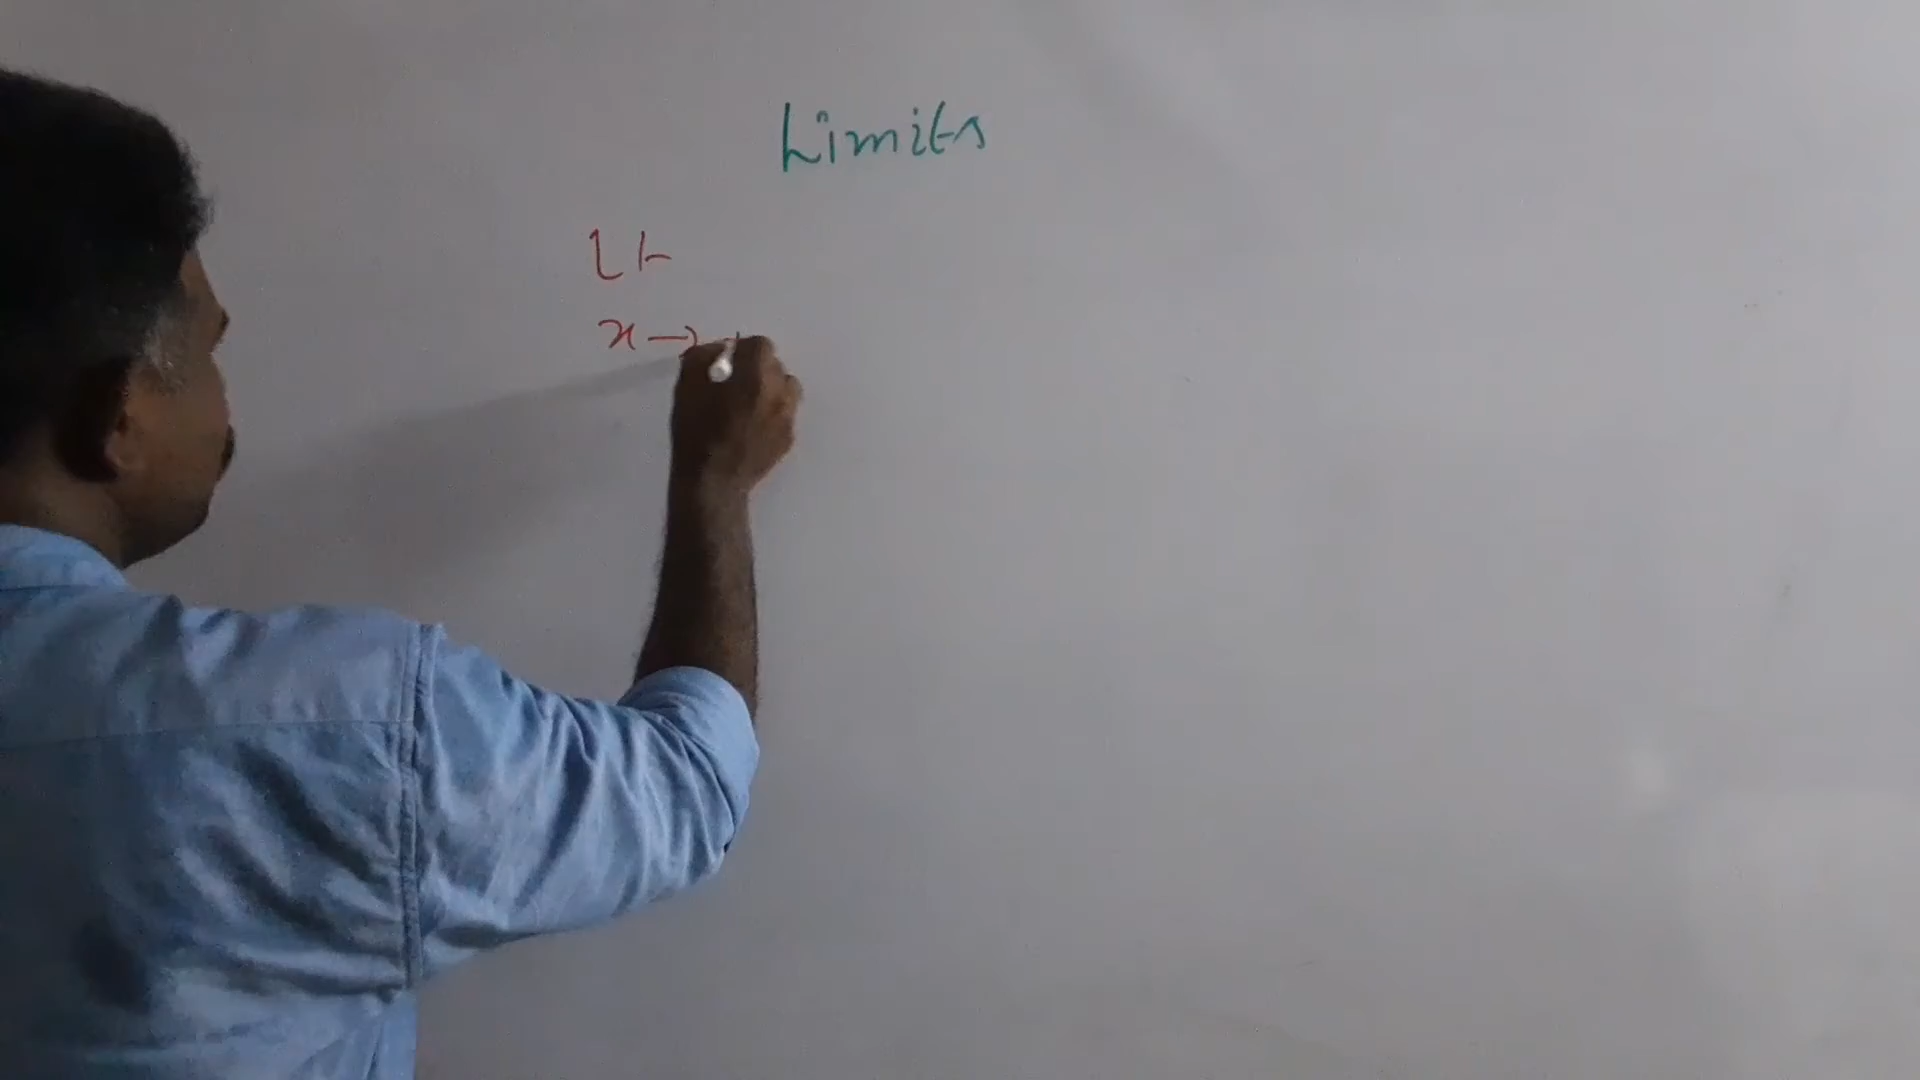 Limits
Lt
x →